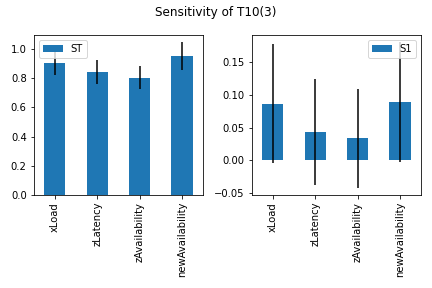 Sensitivity of T10(3)
ST
1.0
0.8
0.6
0.4
0.2
0.0
xLoad
zLatency
zAvailability
newAvailability
S1
0.15
0.10
0.05
0.00
−0.05
xLoad
zLatency
zAvailability
newAvailability